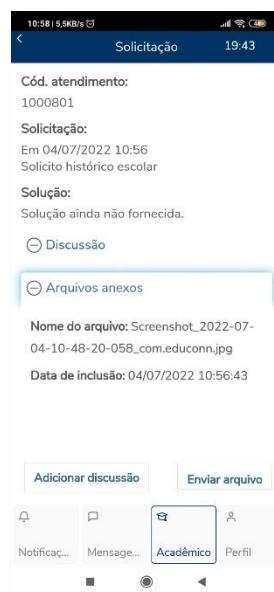 10:58 | 5,5KB/s
Solicitação 19:43
Cód. atendimento:
1000801
Solicitação:
Em 04/07/2022 10:56
Solicito histórico escolar
Solução:
Solução ainda não fornecida.
Discussão
Arquivos anexos
Nome do arquivo: Screenshot_2022-07-
04-10-48-20-058_com.educonn.jpg
Data de inclusão: 04/07/2022 10:56:43
Adicionar discussão Enviar arquivo
Notificaç... Mensage... Acadêmico Perfil